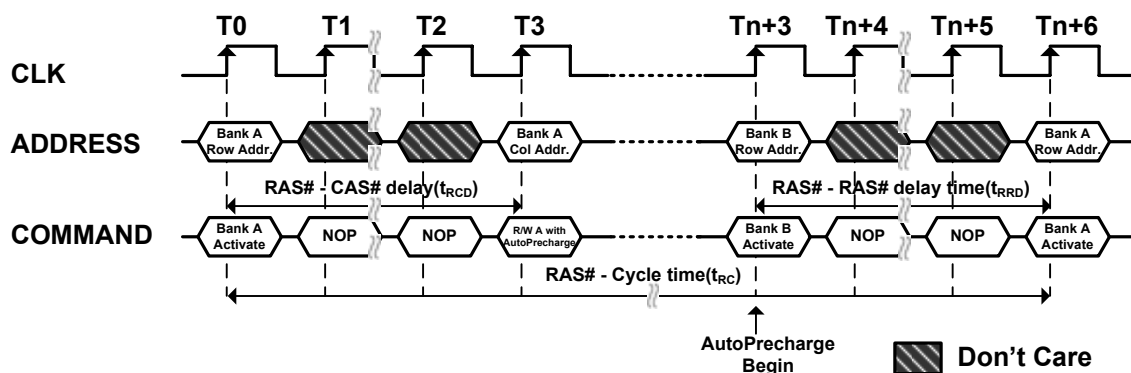 T0 T1 T2 T3 Tn+3 Tn+4 Tn+5 Tn+6
CLK
ADDRESS
Bank A
Row Addr.
Bank A
Col Addr.
Bank B
Row Addr.
Bank A
Row Addr.
RAS# - CAS# delay(tRCD)
RAS# - RAS# delay time(tRRD)
COMMAND
Bank A
Activate
NOP
NOP
R/W A with
AutoPrecharge
Bank B
Activate
NOP
NOP
Bank A
Activate
RAS# - Cycle time(tRC)
AutoPrecharge
Begin
Don't Care